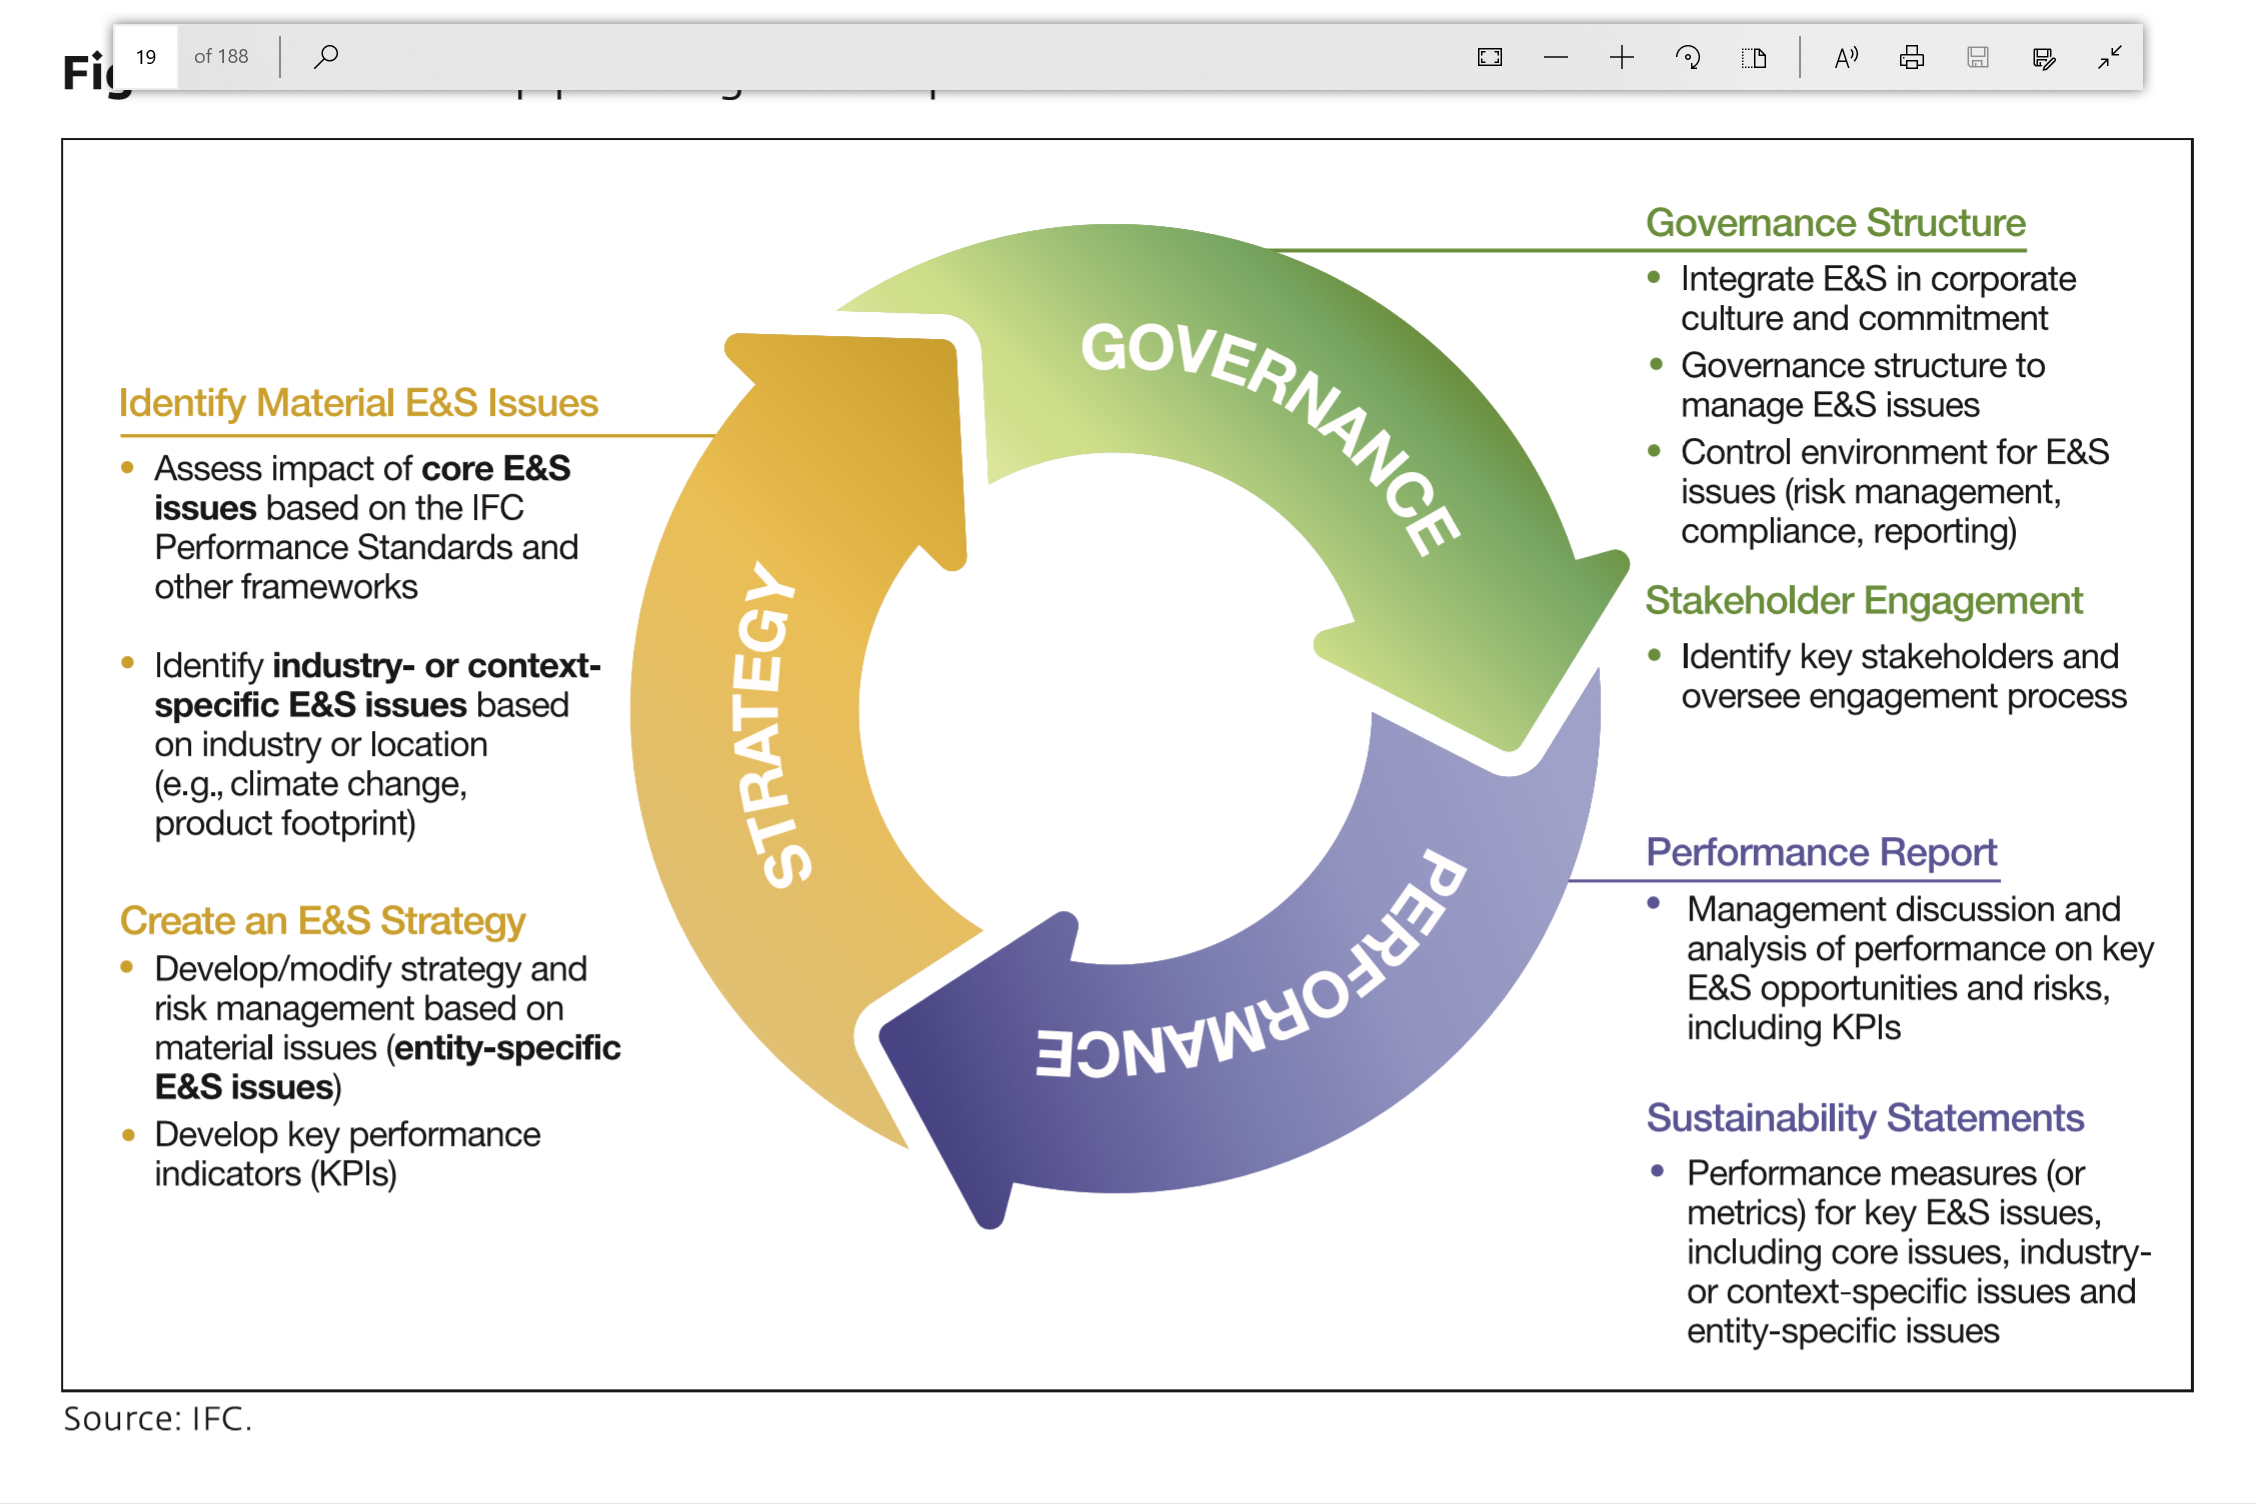 19 of 188
Identify Material E&S Issues
• Assess impact of core E&S
issues based on the IFC
Performance Standards and
other frameworks
• Identify industry- or context-
specific E&S issues based
on industry or location
(e.g., climate change,
product footprint)
Create an E&S Strategy
• Develop/modify strategy and
risk management based on
material issues (entity-specific
E&S issues)
• Develop key performance
indicators (KPIs)
STRATEGY
GOVERNANCE
PERFORMANCE
Governance Structure
• Integrate E&S in corporate
culture and commitment
• Governance structure to
manage E&S issues
• Control environment for E&S
issues (risk management,
compliance, reporting)
Stakeholder Engagement
• Identify key stakeholders and
oversee engagement process
Performance Report
• Management discussion and
analysis of performance on key
E&S opportunities and risks,
including KPIs
Sustainability Statements
• Performance measures (or
metrics) for key E&S issues,
including core issues, industry-
or context-specific issues and
entity-specific issues
Source: IFC.